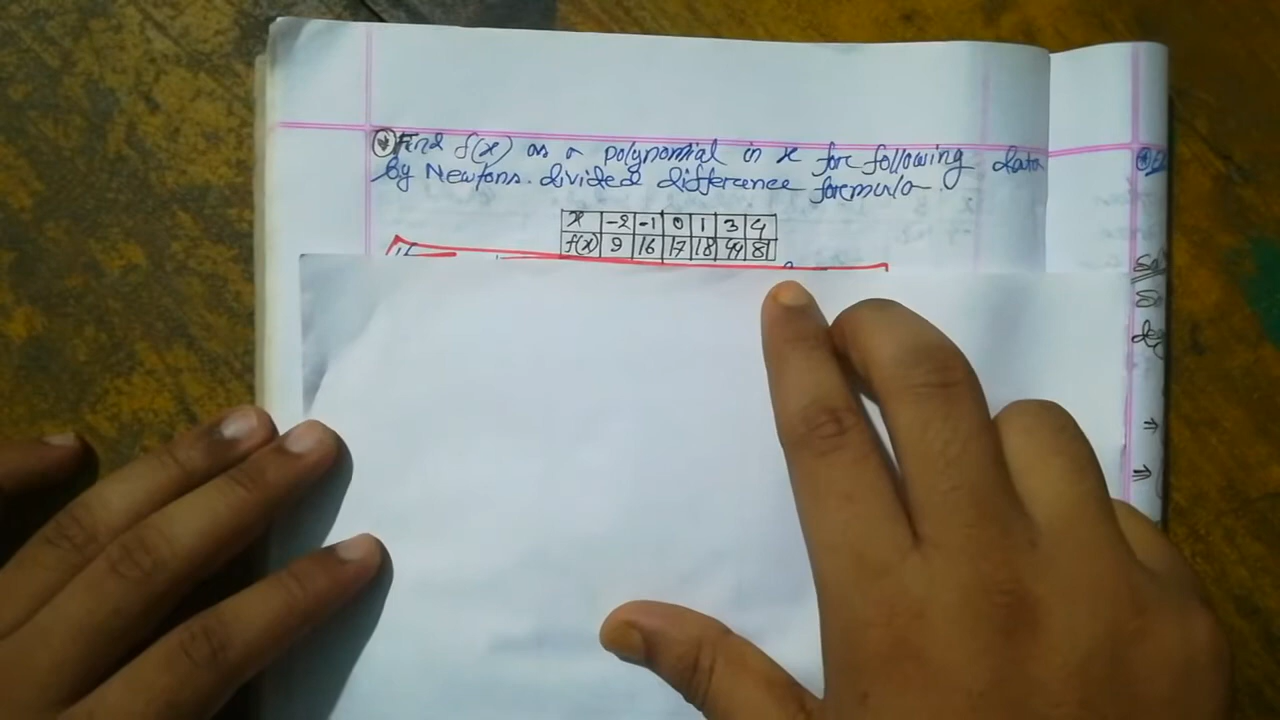 Find f(x) as a polynomial in x for following data
by Newtons. divided difference formula.
x -2 -1 0 1 3 4
f(x) 9 16 17 18 44 81